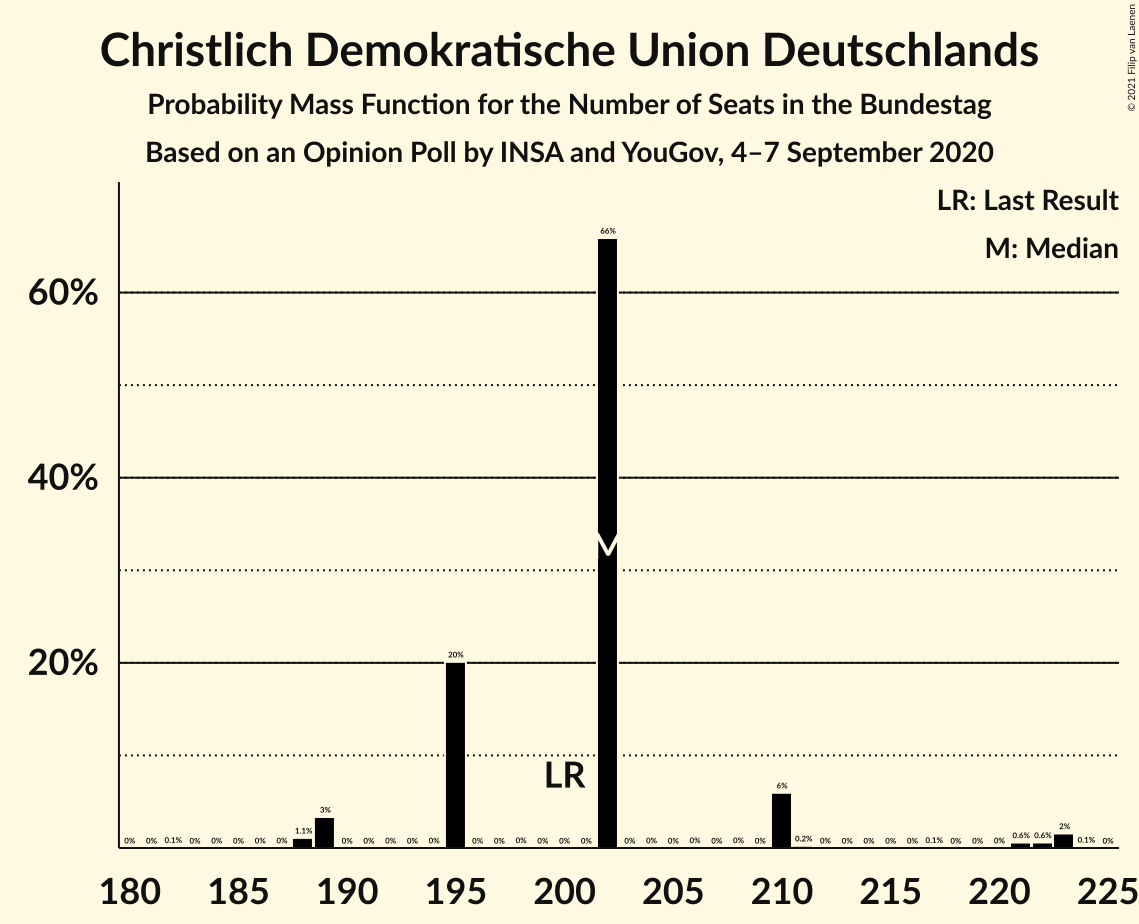 Christlich Demokratische Union Deutschlands
Probability Mass Function for the Number of Seats in the Bundestag
Based on an Opinion Poll by INSA and YouGov, 4–7 September 2020
© 2021 Filip van Laenen
LR: Last Result
M: Median
66%
60%
40%
20%
20%
LR
6%
3%
2%
0% 0% 0.1% 0% 0% 0% 0% 0% 1.1% 0% 0% 0% 0% 0% 0% 0% 0% 0% 0% 0% 0% 0% 0% 0% 0% 0% 0% 0.2% 0% 0% 0% 0% 0% 0.1% 0% 0% 0% 0.6% 0.6% 0.1% 0%
180 185 190 195 200 205 210 215 220 225